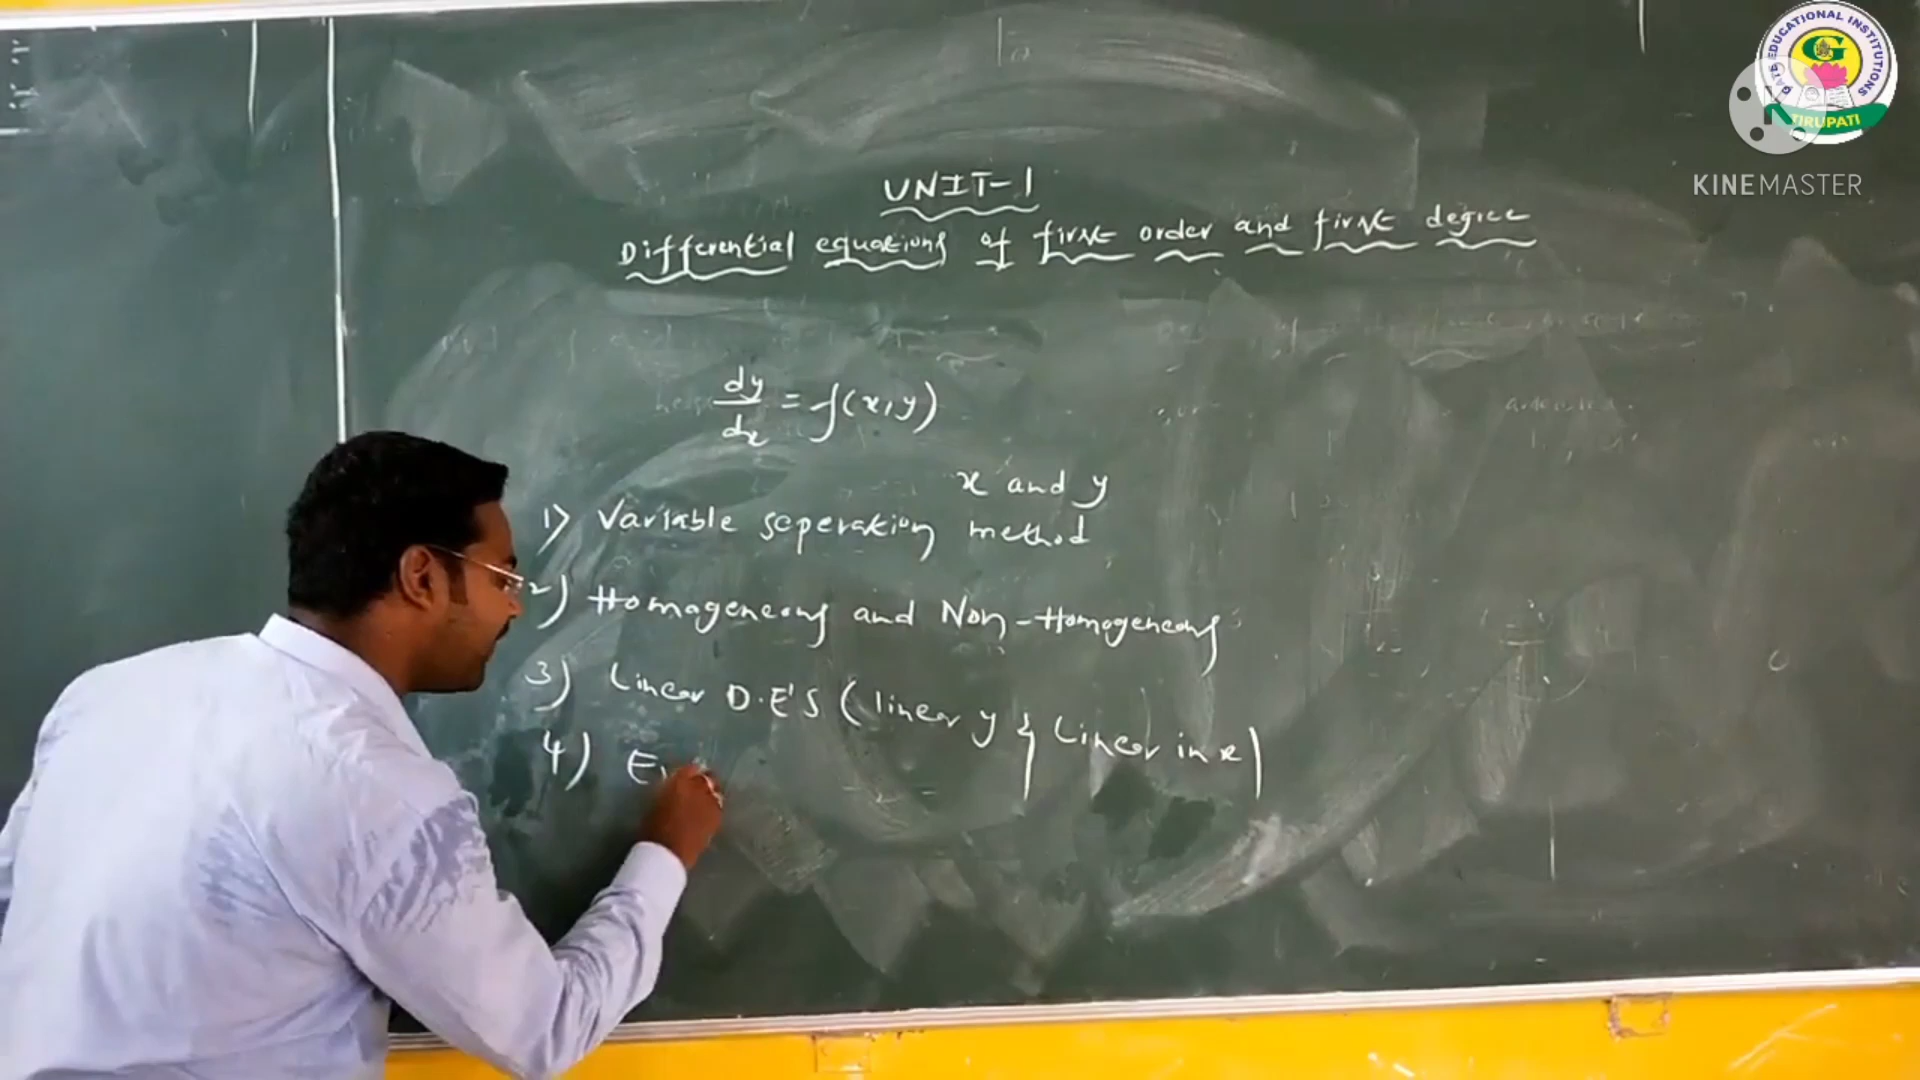 GATE EDUCATIONAL INSTITUTIONS
G
TIRUPATI
KINEMASTER
UNIT-1
Differential equations of first order and first degree
dy/dx = f(x,y)
x and y
1) Variable seperation method
2) Homogeneous and Non-Homogeneous
3) Linear D.E'S (linear y & Linear in x)
4) E